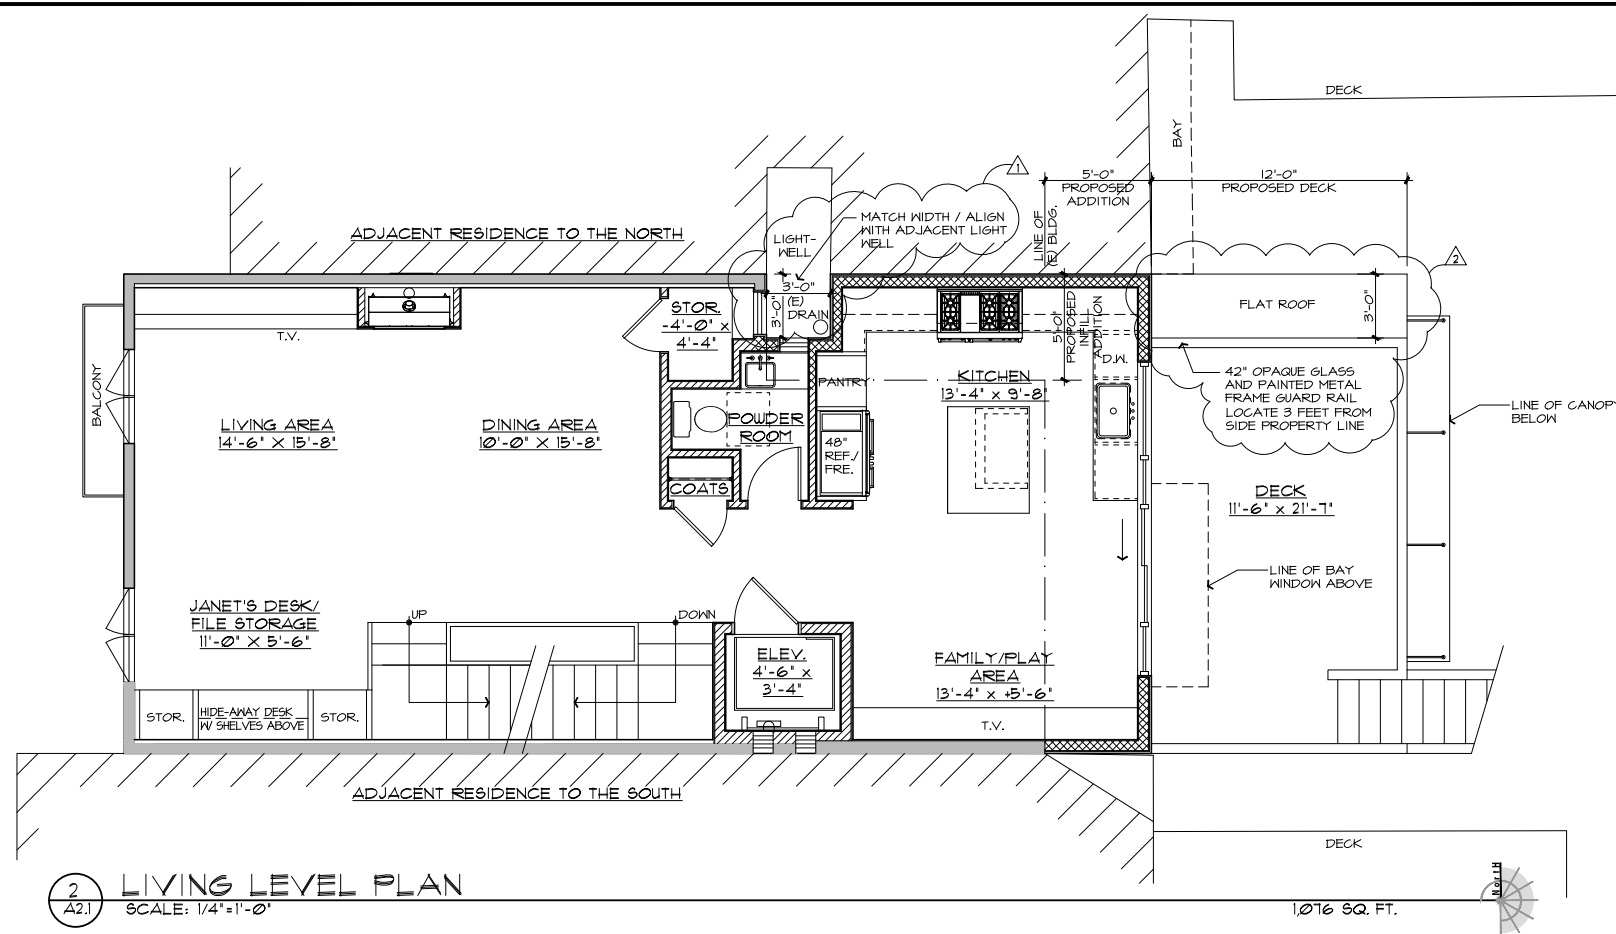 DECK
BAY
1
5'-0"
PROPOSED
ADDITION
12'-0"
PROPOSED DECK
LINE OF
(E) BLDG.
MATCH WIDTH / ALIGN
WITH ADJACENT LIGHT
WELL
ADJACENT RESIDENCE TO THE NORTH
LIGHT-
WELL
2
3'-0"
(E)
DRAIN
3'-0"
STOR.
-4'-0" x
4'-4"
T.V.
5'-0"
PROPOSED
INFILL
ADDITION
FLAT ROOF
3'-0"
D.W.
42" OPAQUE GLASS
AND PAINTED METAL
FRAME GUARD RAIL
LOCATE 3 FEET FROM
SIDE PROPERTY LINE
LINE OF CANOPY
BELOW
BALCONY
PANTRY
KITCHEN
13'-4" x 9'-8"
LIVING AREA
14'-6" X 15'-8"
DINING AREA
10'-0" X 15'-8"
POWDER
ROOM
48"
REF./
FRE.
COATS
DECK
11'-6" x 21'-7"
LINE OF BAY
WINDOW ABOVE
JANET'S DESK/
FILE STORAGE
11'-0" X 5'-6"
UP
DOWN
ELEV.
4'-6" x
3'-4"
FAMILY/PLAY
AREA
13'-4" x +5'-6"
STOR.
HIDE-AWAY DESK
W/ SHELVES ABOVE
STOR.
T.V.
ADJACENT RESIDENCE TO THE SOUTH
DECK
2
A2.1
LIVING LEVEL PLAN
SCALE: 1/4"=1'-0"
1,076 SQ. FT.
North